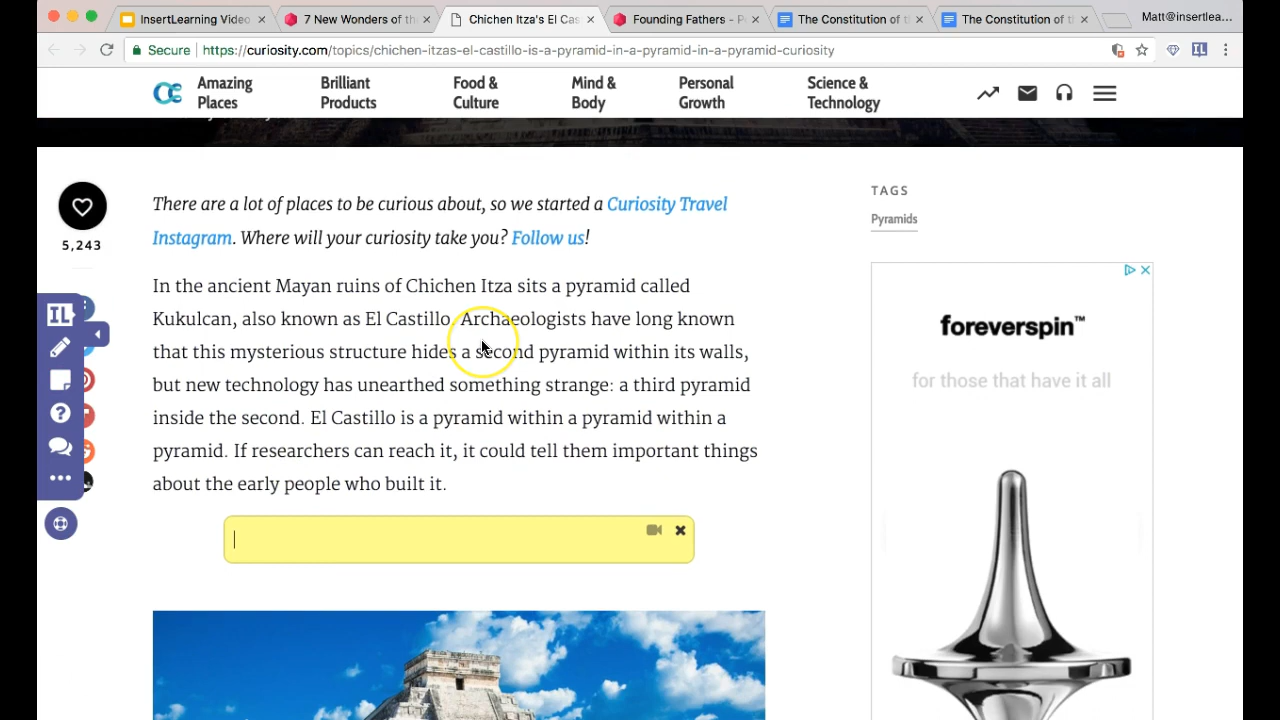 InsertLearning Video
7 New Wonders of th
Chichen Itza's El Cas
Founding Fathers - P
The Constitution of t
The Constitution of t
Matt@insertlea...
Secure
https://curiosity.com/topics/chichen-itzas-el-castillo-is-a-pyramid-in-a-pyramid-in-a-pyramid-curiosity
IL
Amazing
Places
Brilliant
Products
Food &
Culture
Mind &
Body
Personal
Growth
Science &
Technology
5,243
IL
There are a lot of places to be curious about, so we started a Curiosity Travel
Instagram. Where will your curiosity take you? Follow us!
In the ancient Mayan ruins of Chichen Itza sits a pyramid called
Kukulcan, also known as El Castillo. Archaeologists have long known
that this mysterious structure hides a second pyramid within its walls,
but new technology has unearthed something strange: a third pyramid
inside the second. El Castillo is a pyramid within a pyramid within a
pyramid. If researchers can reach it, it could tell them important things
about the early people who built it.
TAGS
Pyramids
foreverspin™
for those that have it all